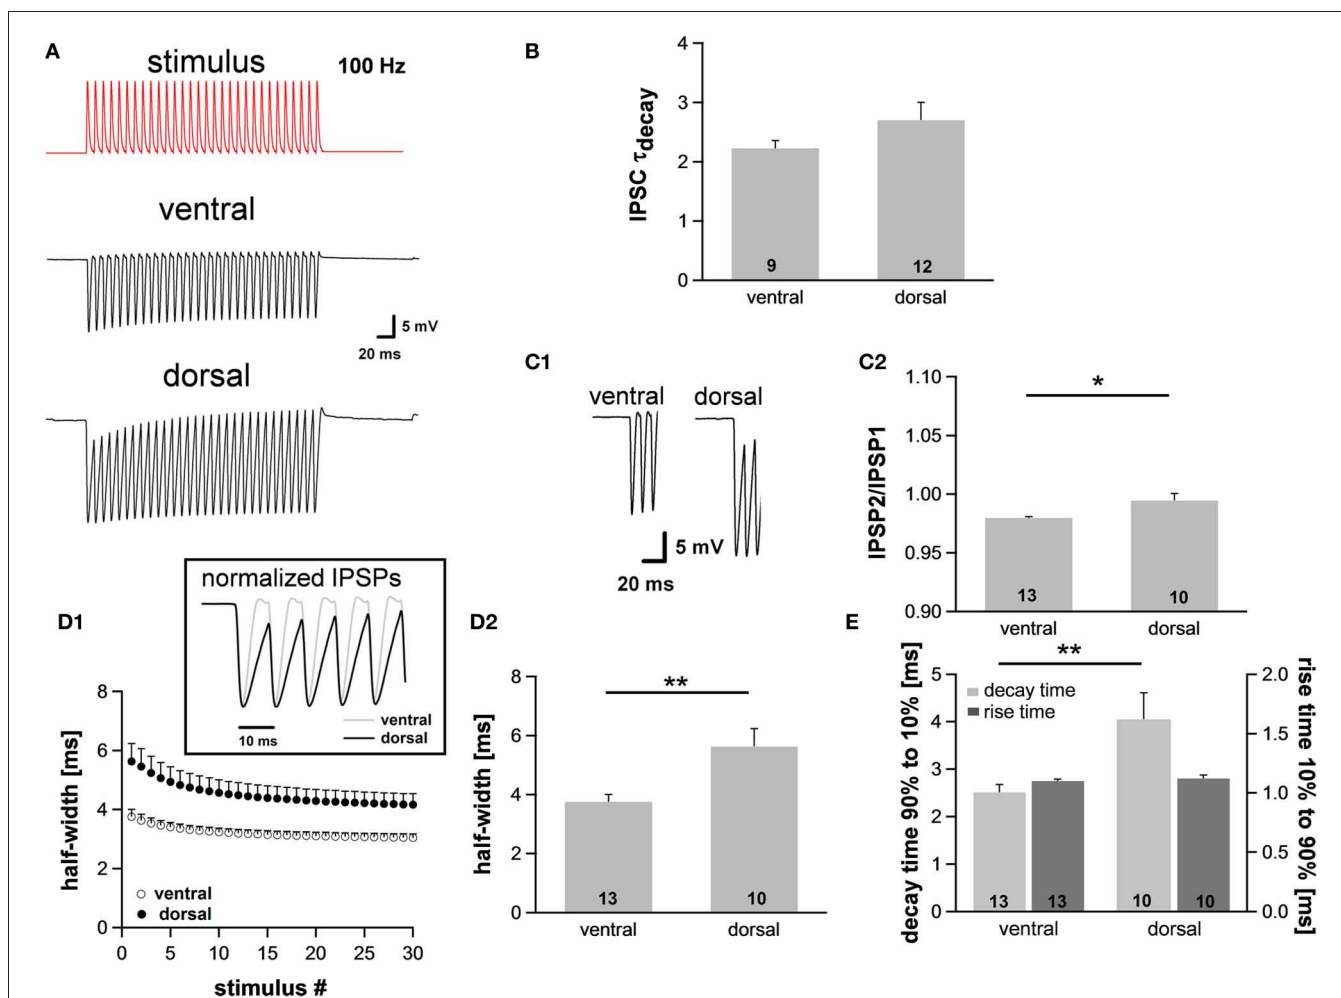 A
stimulus
100 Hz
ventral
5 mV
20 ms
dorsal
B
IPSC τdecay
4
3
2
1
0
9
12
ventral
dorsal
C1
ventral
dorsal
5 mV
20 ms
C2
IPSP2/IPSP1
1.10
1.05
1.00
0.95
0.90
*
13
10
ventral
dorsal
D1
normalized IPSPs
10 ms
ventral
dorsal
half-width [ms]
8
6
4
2
0
ventral
dorsal
0 5 10 15 20 25 30
stimulus #
D2
half-width [ms]
8
6
4
2
0
**
13
10
ventral
dorsal
E
decay time 90% to 10% [ms]
5
4
3
2
1
0
**
decay time
rise time
13
13
10
10
ventral
dorsal
2.0
1.5
1.0
0.5
0.0
rise time 10% to 90% [ms]